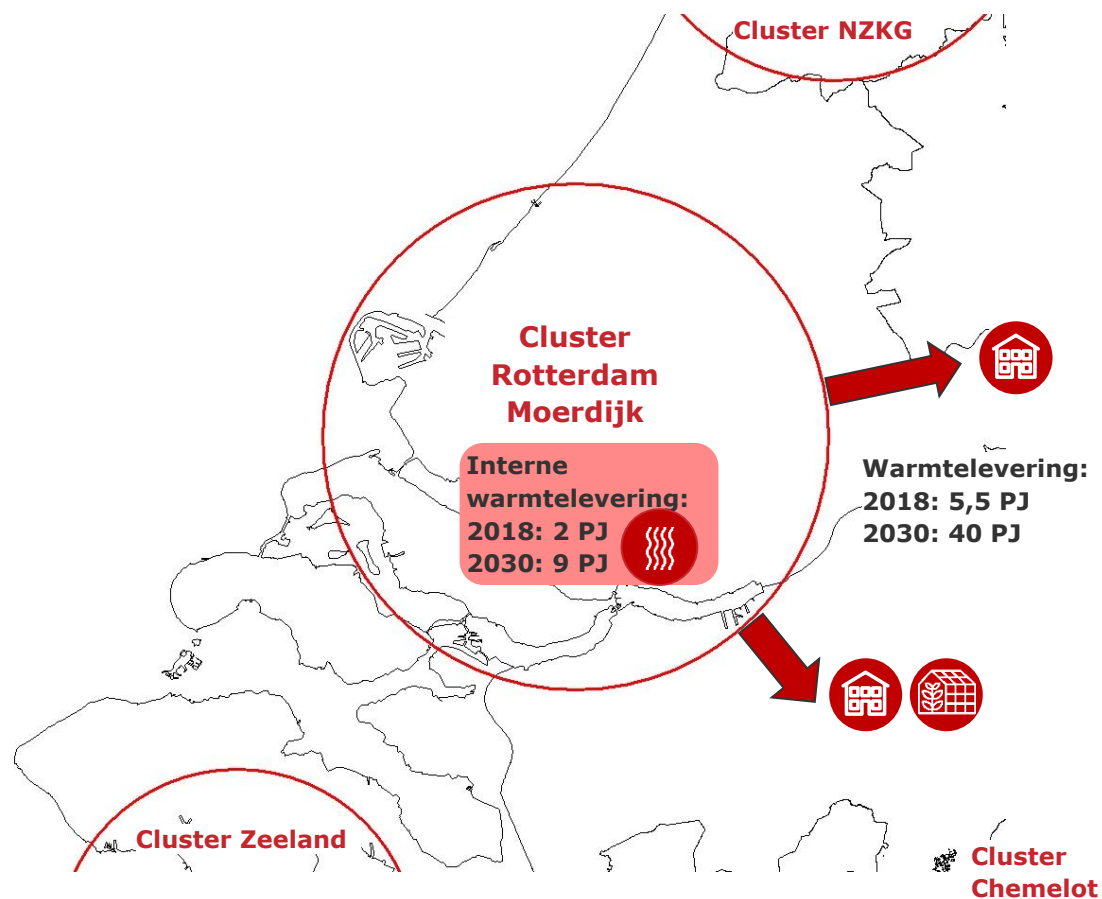 Cluster NZKG
Cluster
Rotterdam
Moerdijk
Interne
warmtelevering:
2018: 2 PJ
2030: 9 PJ
Warmtelevering:
2018: 5,5 PJ
2030: 40 PJ
Cluster Zeeland
Cluster
Chemelot